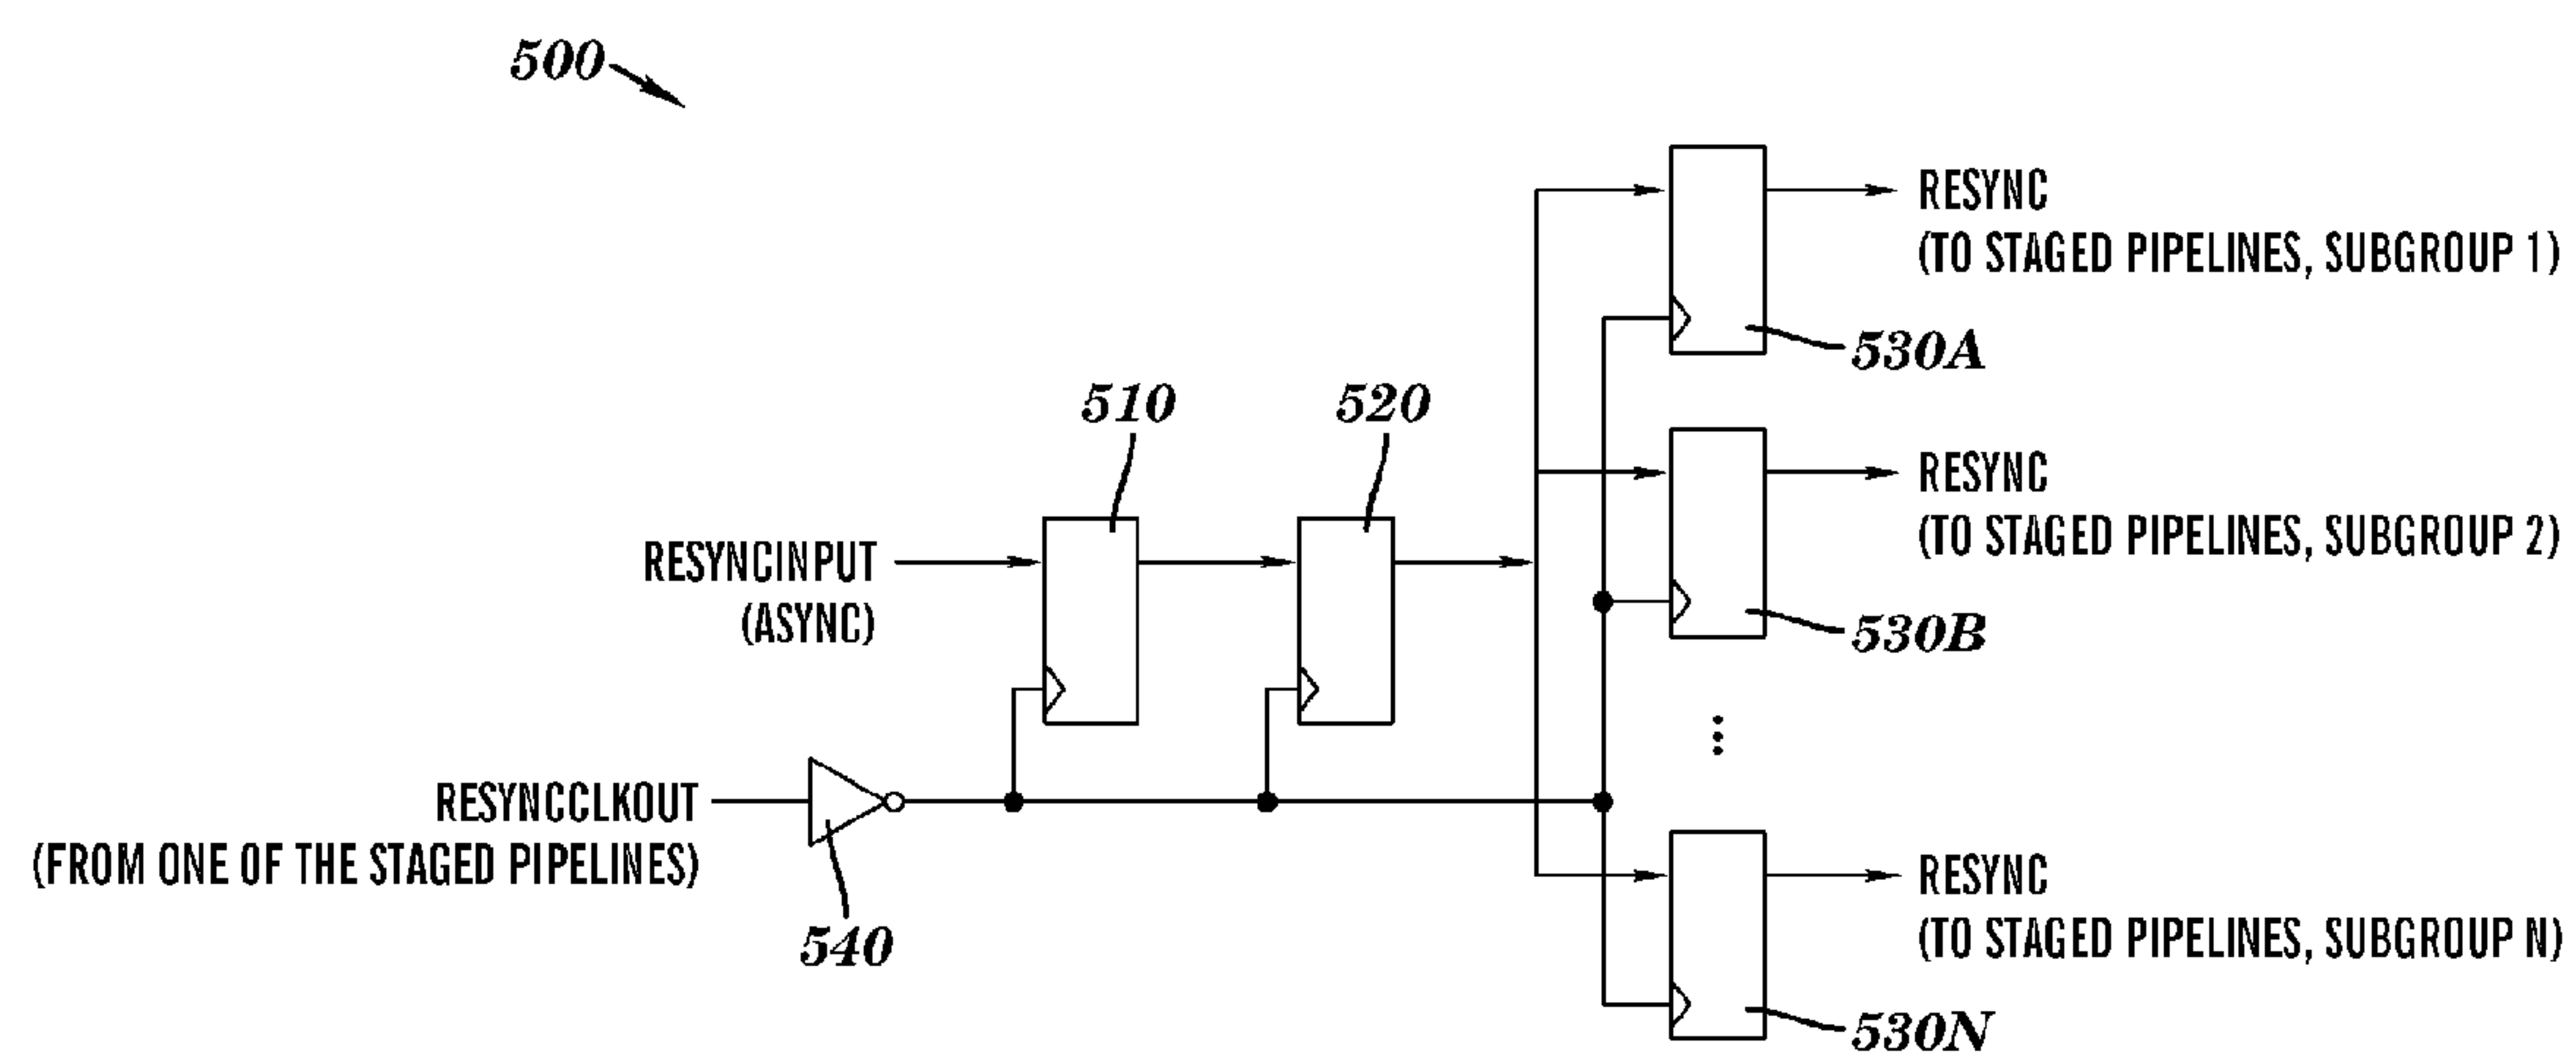 500
RESYNC
(TO STAGED PIPELINES, SUBGROUP 1)
530A
510
520
RESYNC
(TO STAGED PIPELINES, SUBGROUP 2)
530B
RESYNCINPUT
(ASYNC)
RESYNCCLKOUT
(FROM ONE OF THE STAGED PIPELINES)
540
RESYNC
(TO STAGED PIPELINES, SUBGROUP N)
530N